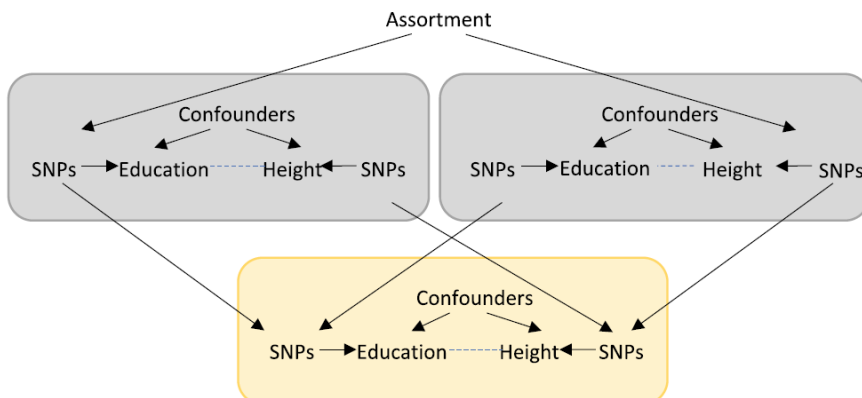 Assortment
Confounders
Confounders
SNPs Education Height SNPs
SNPs Education Height SNPs
Confounders
SNPs Education Height SNPs